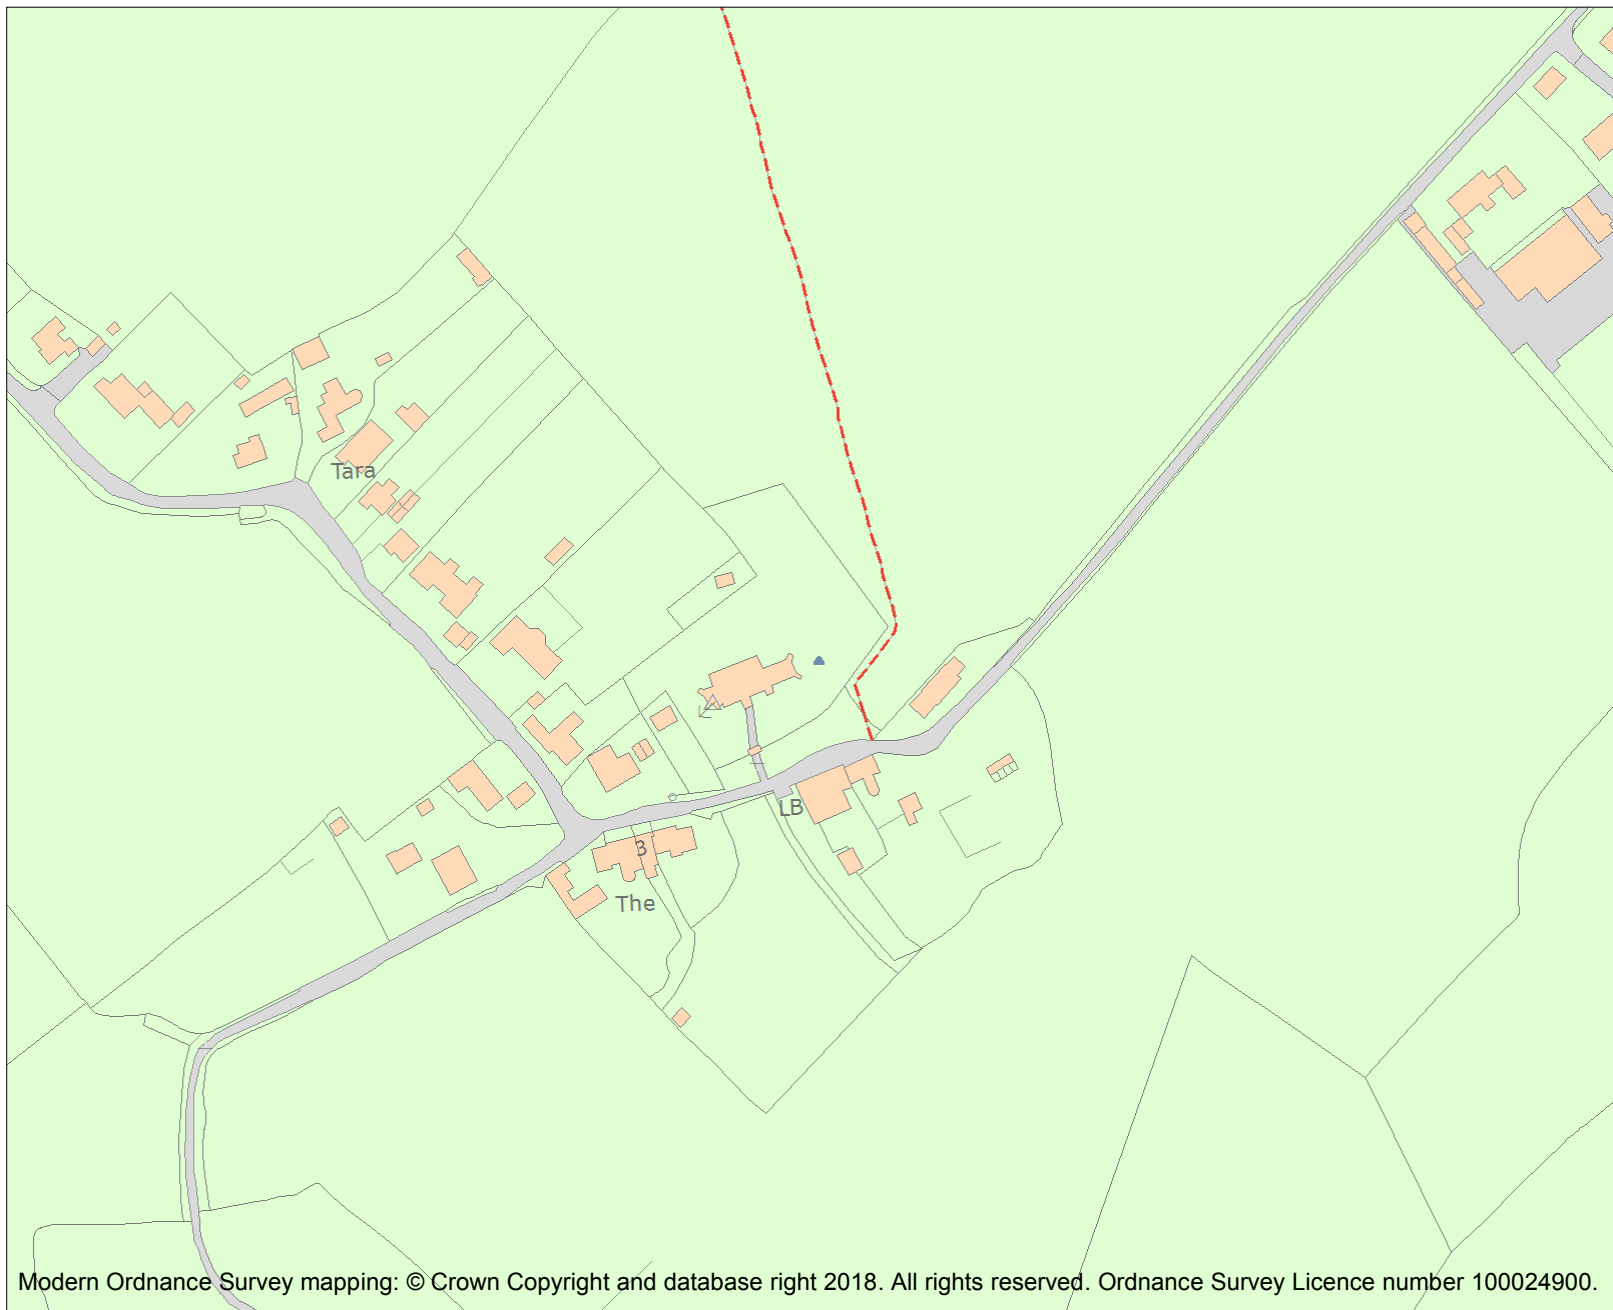 Tara
LB
3
The
Modern Ordnance Survey mapping: © Crown Copyright and database right 2018. All rights reserved. Ordnance Survey Licence number 100024900.